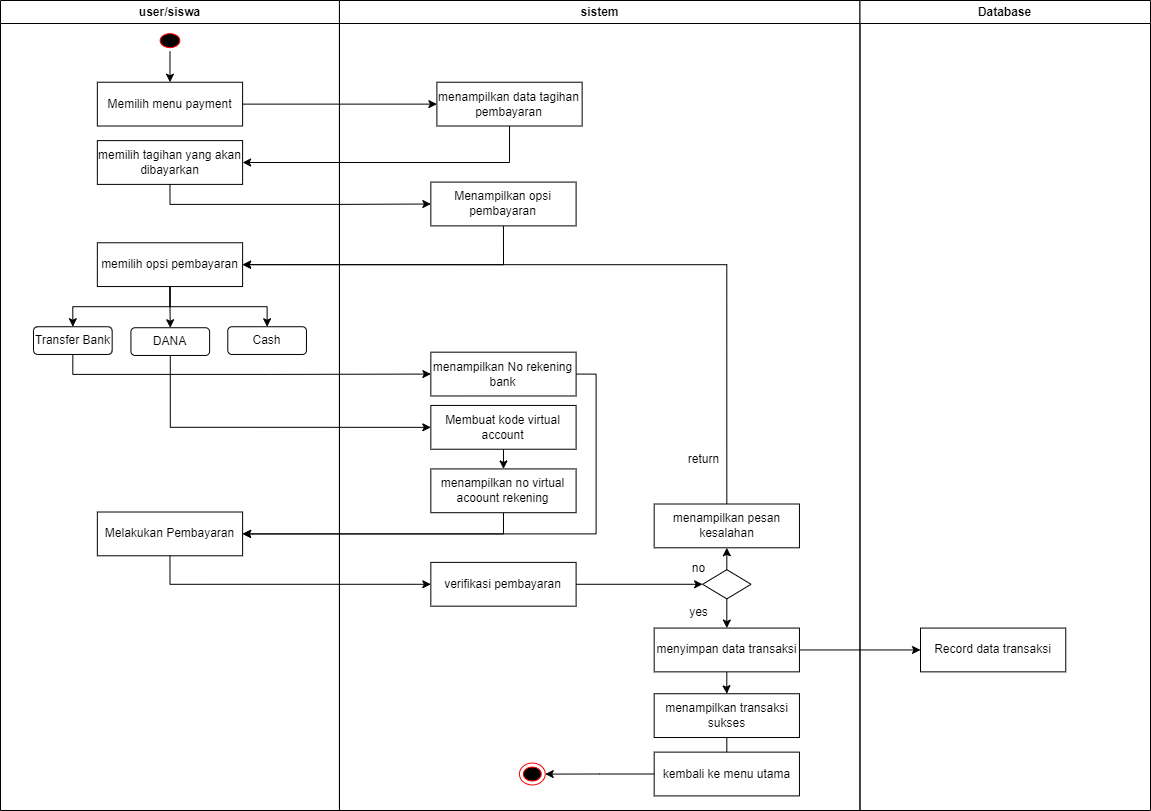 user/siswa
sistem
Database
Memilih menu payment
menampilkan data tagihan
pembayaran
memilih tagihan yang akan
dibayarkan
Menampilkan opsi
pembayaran
memilih opsi pembayaran
Transfer Bank
DANA
Cash
menampilkan No rekening
bank
Membuat kode virtual
account
menampilkan no virtual
acoount rekening
return
Melakukan Pembayaran
menampilkan pesan
kesalahan
no
verifikasi pembayaran
yes
menyimpan data transaksi
Record data transaksi
menampilkan transaksi
sukses
kembali ke menu utama